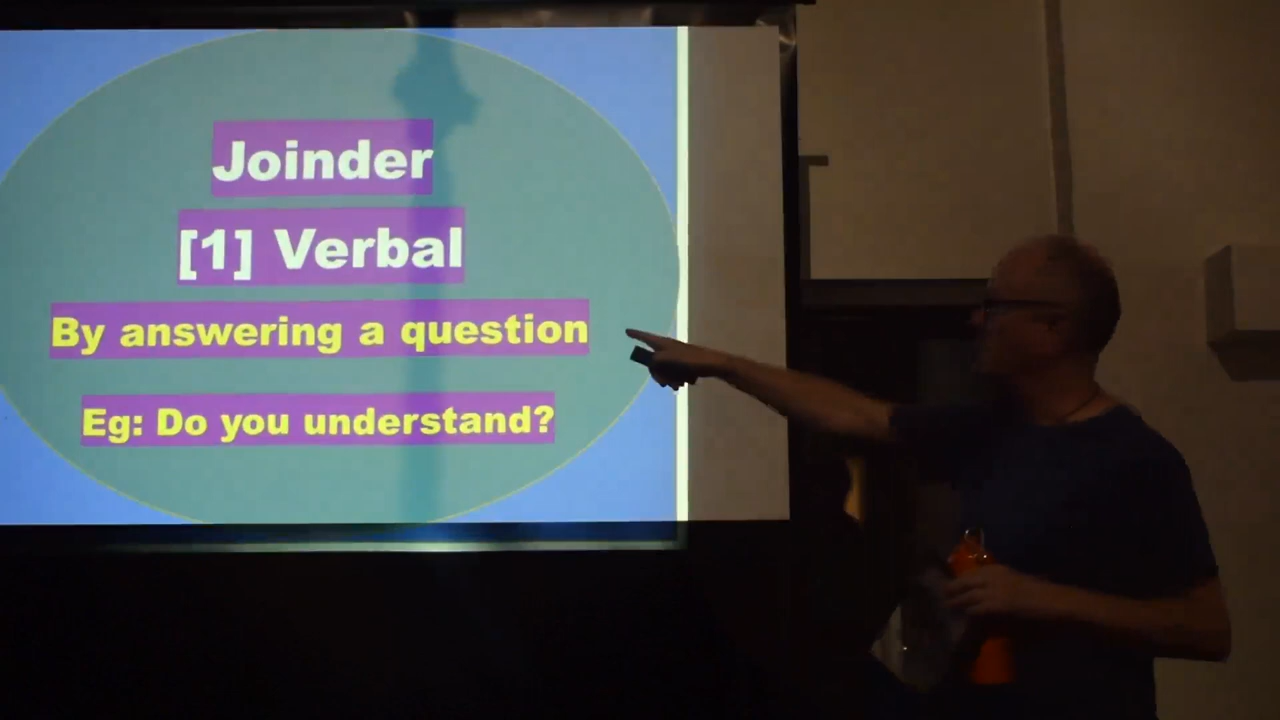 Joinder
[1] Verbal
By answering a question
Eg: Do you understand?